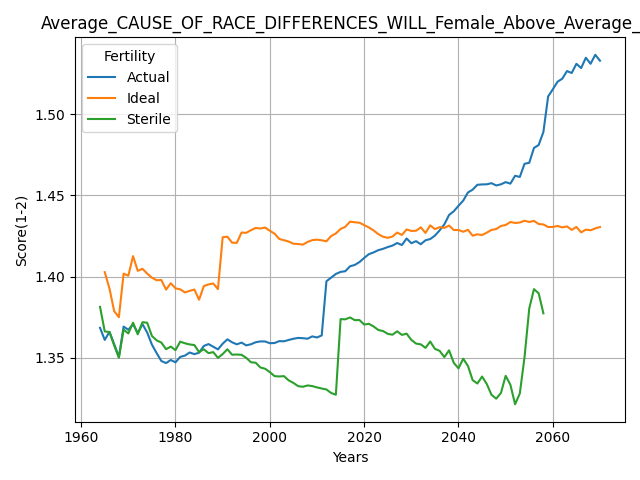 Average_CAUSE_OF_RACE_DIFFERENCES_WILL_Female_Above_Average_
Fertility
Actual
Ideal
Sterile
1.50
1.45
1.40
1.35
Score(1-2)
1960
1980
2000
2020
2040
2060
Years